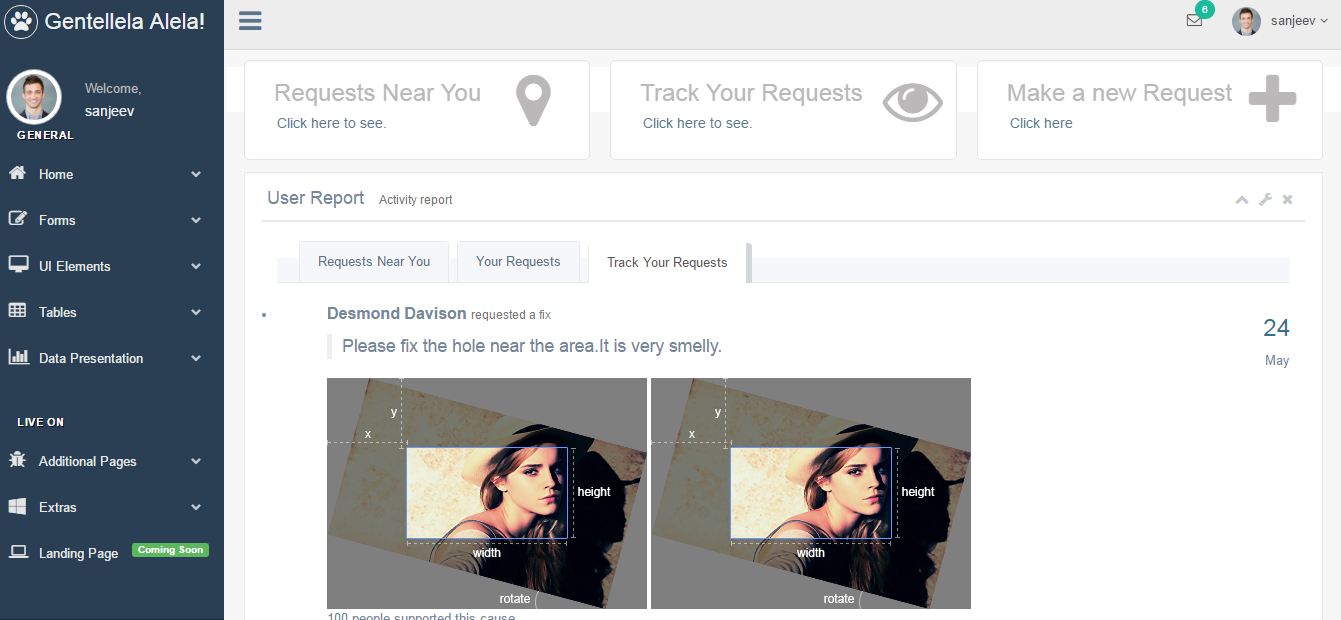 Gentellela Alela!
6
sanjeev
Welcome,
sanjeev
GENERAL
Home
Forms
UI Elements
Tables
Data Presentation
LIVE ON
Additional Pages
Extras
Landing Page Coming Soon
Requests Near You
Click here to see.
Track Your Requests
Click here to see.
Make a new Request
Click here
User Report Activity report
Requests Near You Your Requests Track Your Requests
Desmond Davison requested a fix
Please fix the hole near the area.It is very smelly.
24
May
y
x
height
width
rotate
y
x
height
width
rotate
100 people supported this cause